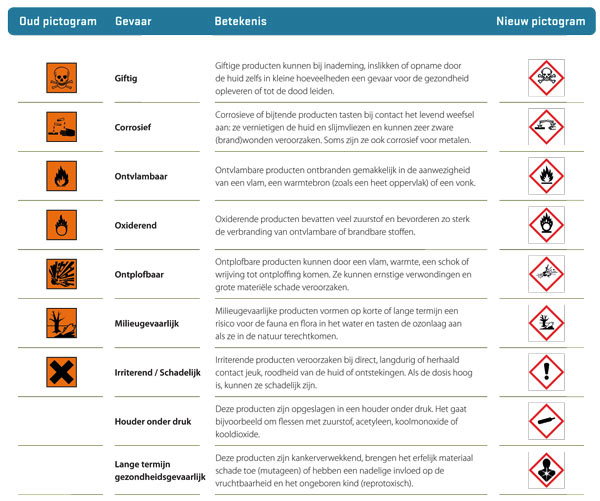 Oud pictogram Gevaar Betekenis Nieuw pictogram
Giftig
Giftige producten kunnen bij inademing, inslikken of opname door
de huid zelfs in kleine hoeveelheden een gevaar voor de gezondheid
opleveren of tot de dood leiden.
Corrosief
Corrosieve of bijtende producten tasten bij contact het levend weefsel
aan: ze vernietigen de huid en slijmvliezen en kunnen zeer zware
(brand)wonden veroorzaken. Soms zijn ze ook corrosief voor metalen.
Ontvlambaar
Ontvlambare producten ontbranden gemakkelijk in de aanwezigheid
van een vlam, een warmtebron (zoals een heet oppervlak) of een vonk.
Oxiderend
Oxiderende producten bevatten veel zuurstof en bevorderen zo sterk
de verbranding van ontvlambare of brandbare stoffen.
Ontplofbaar
Ontplofbare producten kunnen door een vlam, warmte, een schok of
wrijving tot ontploffing komen. Ze kunnen ernstige verwondingen en
grote materiële schade veroorzaken.
Milieugevaarlijk
Milieugevaarlijke producten vormen op korte of lange termijn een
risico voor de fauna en flora in het water en tasten de ozonlaag aan
als ze in de natuur terechtkomen.
Irriterend / Schadelijk
Irriterende producten veroorzaken bij direct, langdurig of herhaald
contact jeuk, roodheid van de huid of ontstekingen. Als de dosis hoog
is, kunnen ze schadelijk zijn.
Houder onder druk
Deze producten zijn opgeslagen in een houder onder druk. Het gaat
bijvoorbeeld om flessen met zuurstof, acetyleen, koolmonoxide of
kooldioxide.
Lange termijn
gezondheidsgevaarlijk
Deze producten zijn kankerverwekkend, brengen het erfelijk materiaal
schade toe (mutageen) of hebben een nadelige invloed op de
vruchtbaarheid en het ongeboren kind (reprotoxisch).